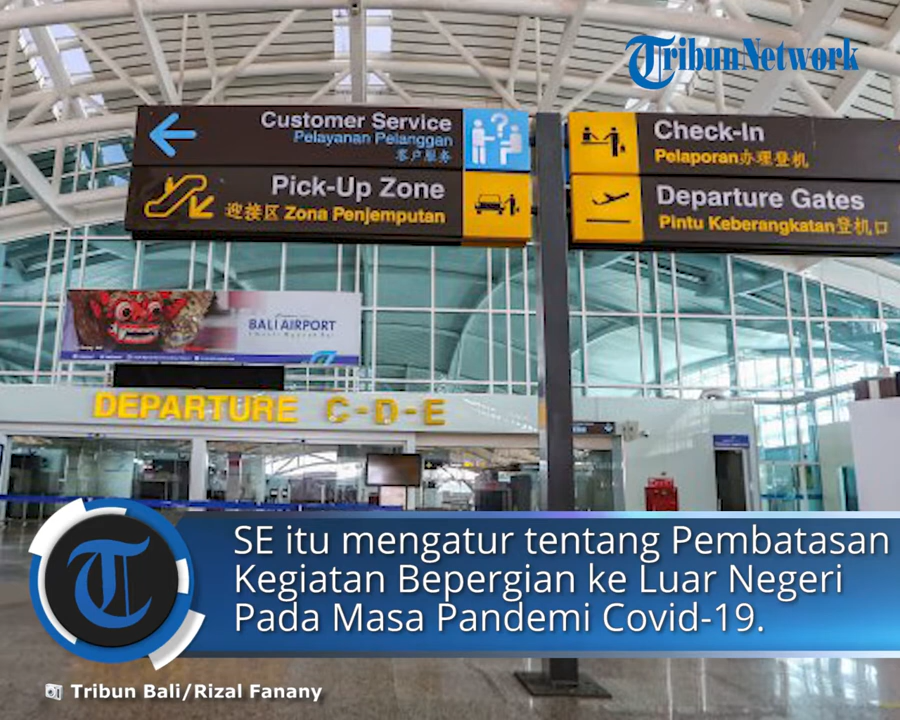 TribunNetwork
Customer Service
Pelayanan Pelanggan
客户服务
Pick-Up Zone
迎接区 Zona Penjemputan
Check-In
Pelaporan办理登机
Departure Gates
Pintu Keberangkatan登机口
BALI AIRPORT
DEPARTURE C-D-E
SE itu mengatur tentang Pembatasan
Kegiatan Bepergian ke Luar Negeri
Pada Masa Pandemi Covid-19.
Tribun Bali/Rizal Fanany